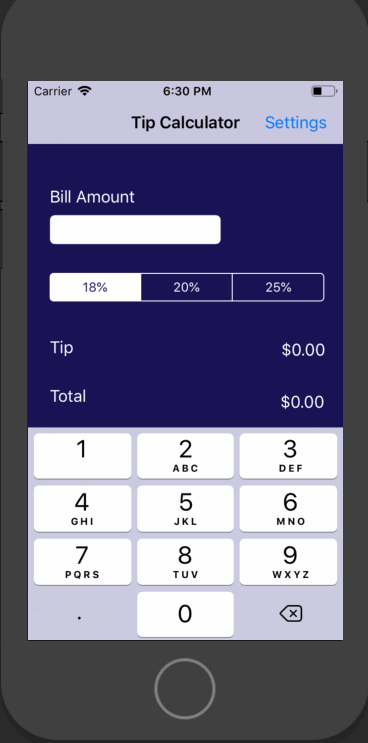 Carrier 6:30 PM
Tip Calculator Settings
Bill Amount
18% 20% 25%
Tip $0.00
Total $0.00
1 2 3
ABC DEF
4 5 6
GHI JKL MNO
7 8 9
PQRS TUV WXYZ
. 0